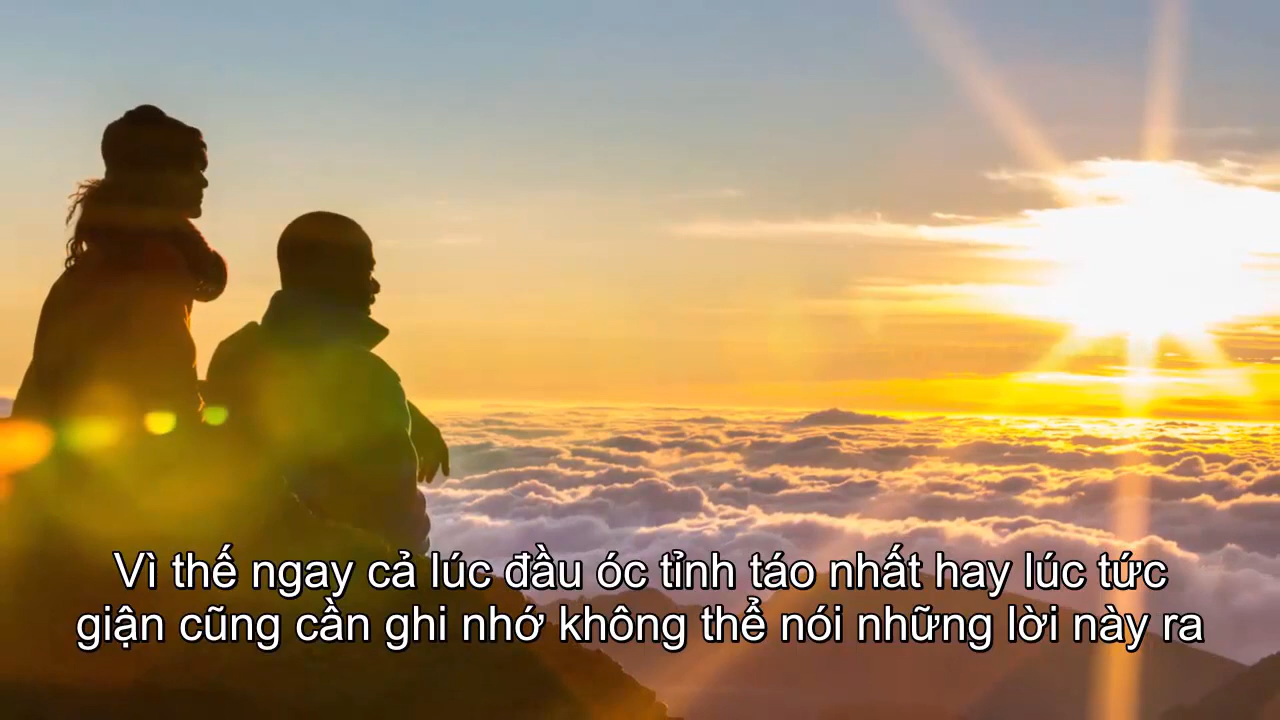 Vì thế ngay cả lúc đầu óc tỉnh táo nhất hay lúc tức
giận cũng cần ghi nhớ không thể nói những lời này ra